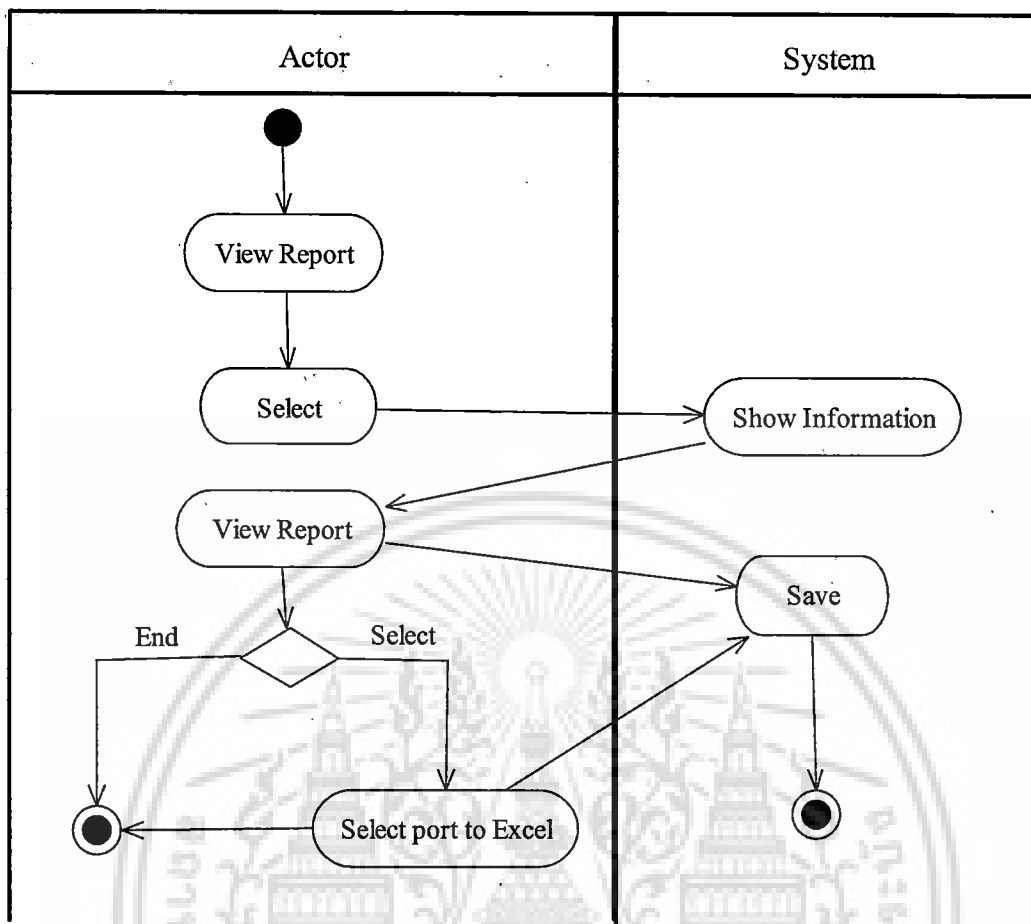 Actor
System
View Report
Select
Show Information
View Report
Save
End
Select
Select port to Excel